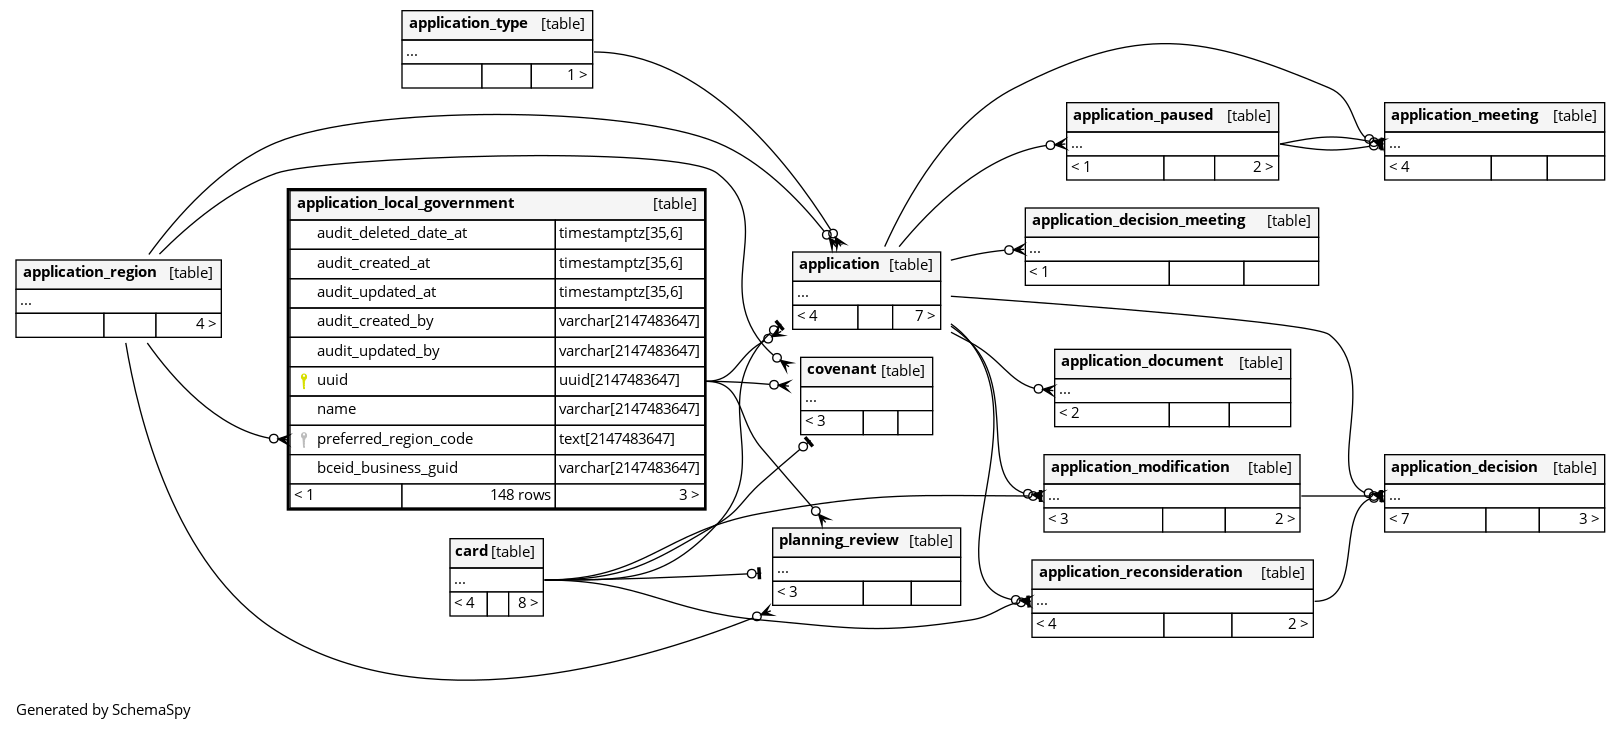 application_type [table]
...
1 >
application_region [table]
...
4 >
application_local_government [table]
audit_deleted_date_at timestamptz[35,6]
audit_created_at timestamptz[35,6]
audit_updated_at timestamptz[35,6]
audit_created_by varchar[2147483647]
audit_updated_by varchar[2147483647]
uuid uuid[2147483647]
name varchar[2147483647]
preferred_region_code text[2147483647]
bceid_business_guid varchar[2147483647]
< 1 148 rows 3 >
card [table]
...
< 4 8 >
application [table]
...
< 4 7 >
covenant [table]
...
< 3
planning_review [table]
...
< 3
application_paused [table]
...
< 1 2 >
application_meeting [table]
...
< 4
application_decision_meeting [table]
...
< 1
application_document [table]
...
< 2
application_modification [table]
...
< 3 2 >
application_decision [table]
...
< 7 3 >
application_reconsideration [table]
...
< 4 2 >
Generated by SchemaSpy